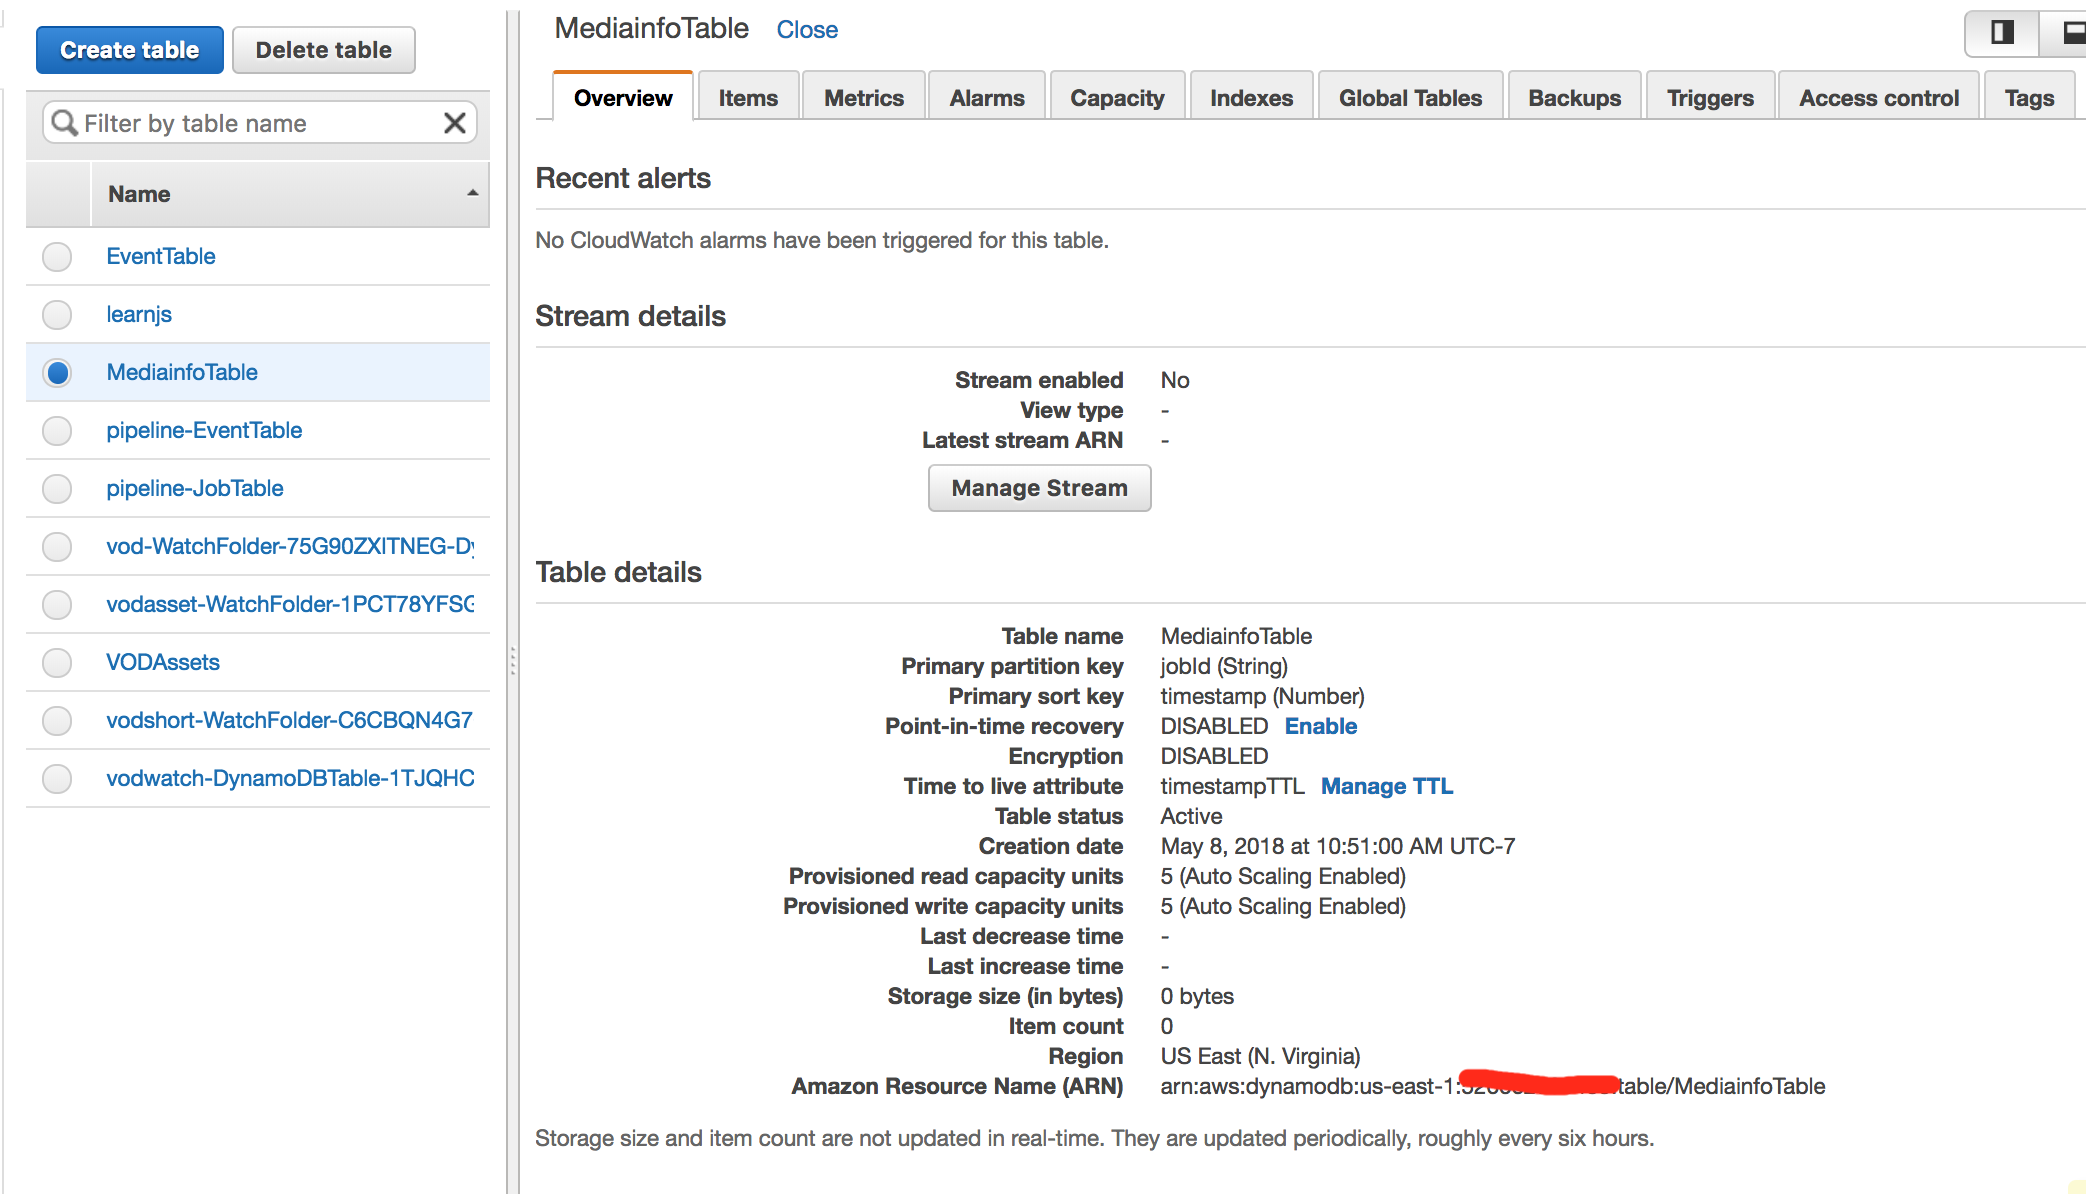 Create table
Delete table
Filter by table name
Name
EventTable
learnjs
MediainfoTable
pipeline-EventTable
pipeline-JobTable
vod-WatchFolder-75G90ZXITNEG-Dy
vodasset-WatchFolder-1PCT78YFSG
VODAssets
vodshort-WatchFolder-C6CBQN4G7
vodwatch-DynamoDBTable-1TJQHC
MediainfoTable Close
Overview Items Metrics Alarms Capacity Indexes Global Tables Backups Triggers Access control Tags
Recent alerts
No CloudWatch alarms have been triggered for this table.
Stream details
Stream enabled No
View type -
Latest stream ARN -
Manage Stream
Table details
Table name MediainfoTable
Primary partition key jobId (String)
Primary sort key timestamp (Number)
Point-in-time recovery DISABLED Enable
Encryption DISABLED
Time to live attribute timestampTTL Manage TTL
Table status Active
Creation date May 8, 2018 at 10:51:00 AM UTC-7
Provisioned read capacity units 5 (Auto Scaling Enabled)
Provisioned write capacity units 5 (Auto Scaling Enabled)
Last decrease time -
Last increase time -
Storage size (in bytes) 0 bytes
Item count 0
Region US East (N. Virginia)
Amazon Resource Name (ARN) arn:aws:dynamodb:us-east-1: table/MediainfoTable
Storage size and item count are not updated in real-time. They are updated periodically, roughly every six hours.